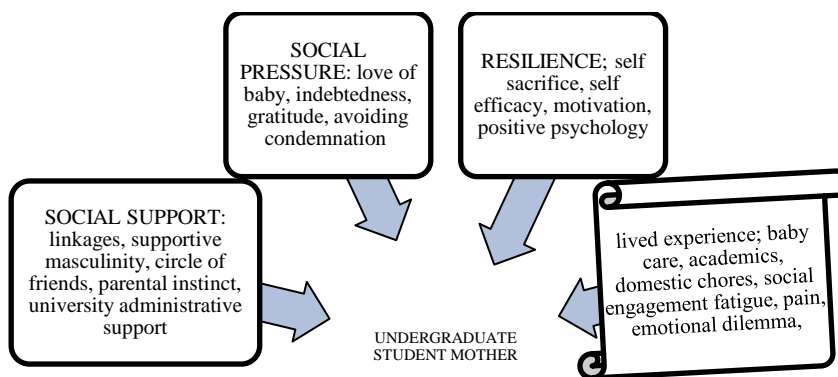 SOCIAL
PRESSURE: love of
baby, indebtedness,
gratitude, avoiding
condemnation
RESILIENCE; self
sacrifice, self
efficacy, motivation,
positive psychology
SOCIAL SUPPORT:
linkages, supportive
masculinity, circle of
friends, parental instinct,
university administrative
support
lived experience; baby
care, academics,
domestic chores, social
engagement fatigue, pain,
emotional dilemma,
UNDERGRADUATE
STUDENT MOTHER